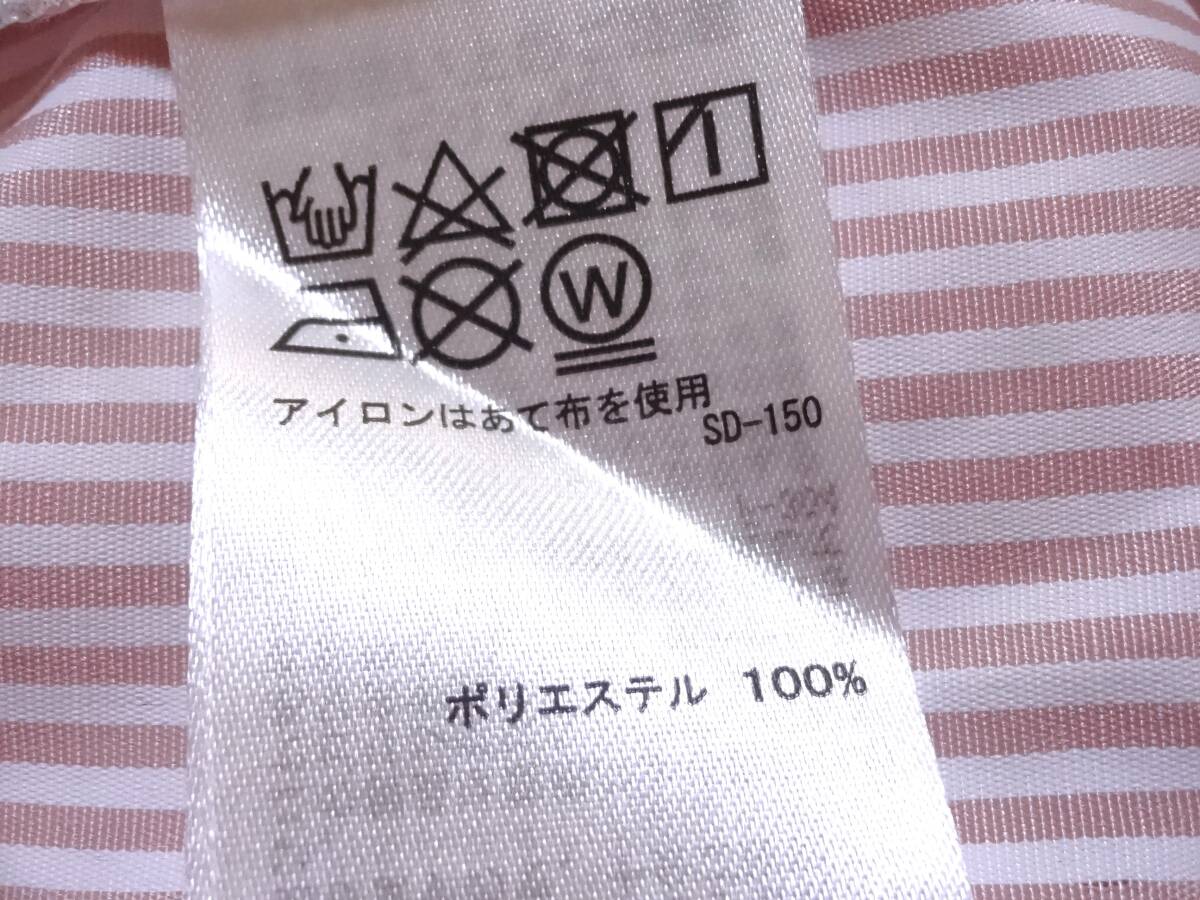 W
アイロンはあて布を使用
SD-150
ポリエステル 100%